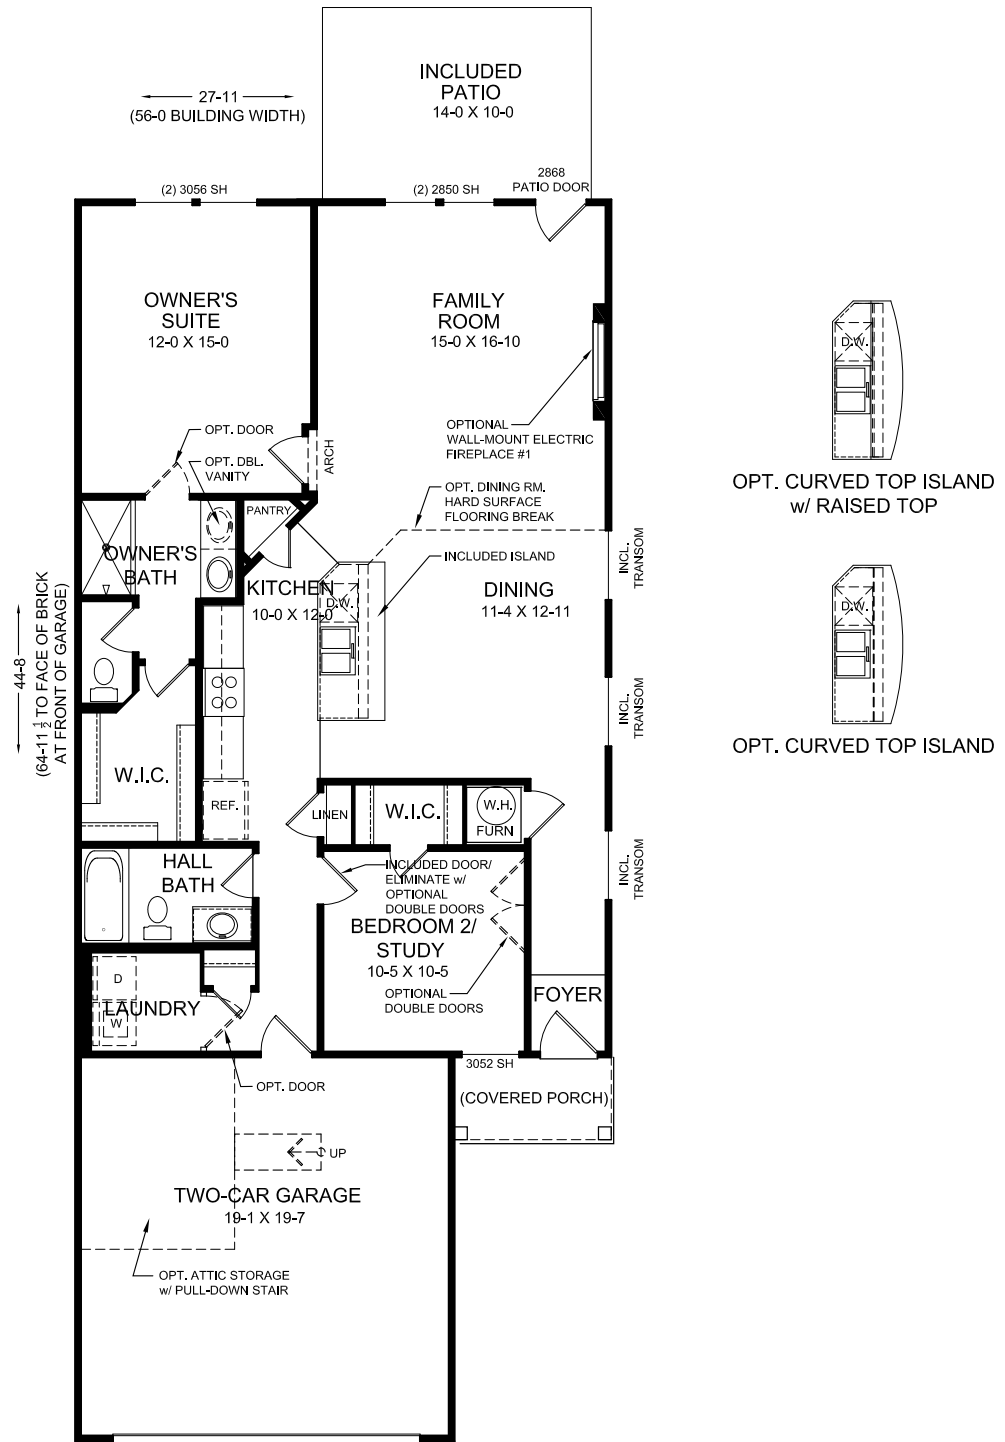 INCLUDED
PATIO
14-0 X 10-0
27-11
(56-0 BUILDING WIDTH)
(2) 3056 SH
(2) 2850 SH
2868
PATIO DOOR
OWNER'S
SUITE
12-0 X 15-0
FAMILY
ROOM
15-0 X 16-10
OPTIONAL
WALL-MOUNT ELECTRIC
FIREPLACE #1
OPT. DOOR
OPT. DBL.
VANITY
ARCH
OPT. DINING RM.
HARD SURFACE
FLOORING BREAK
PANTRY
INCLUDED ISLAND
OWNER'S
BATH
KITCHEN
10-0 X 12-0
D.W.
DINING
11-4 X 12-11
INCL.
TRANSOM
44-8
(64-11 1/2 TO FACE OF BRICK
AT FRONT OF GARAGE)
INCL.
TRANSOM
W.I.C.
REF.
LINEN
W.I.C.
W.H.
FURN
INCL.
TRANSOM
HALL
BATH
INCLUDED DOOR/
ELIMINATE w/
OPTIONAL
DOUBLE DOORS
BEDROOM 2/
STUDY
10-5 X 10-5
OPTIONAL
DOUBLE DOORS
FOYER
D
LAUNDRY
W
3052 SH
OPT. DOOR
(COVERED PORCH)
UP
TWO-CAR GARAGE
19-1 X 19-7
OPT. ATTIC STORAGE
w/ PULL-DOWN STAIR
D.W.
OPT. CURVED TOP ISLAND
w/ RAISED TOP
D.W.
OPT. CURVED TOP ISLAND